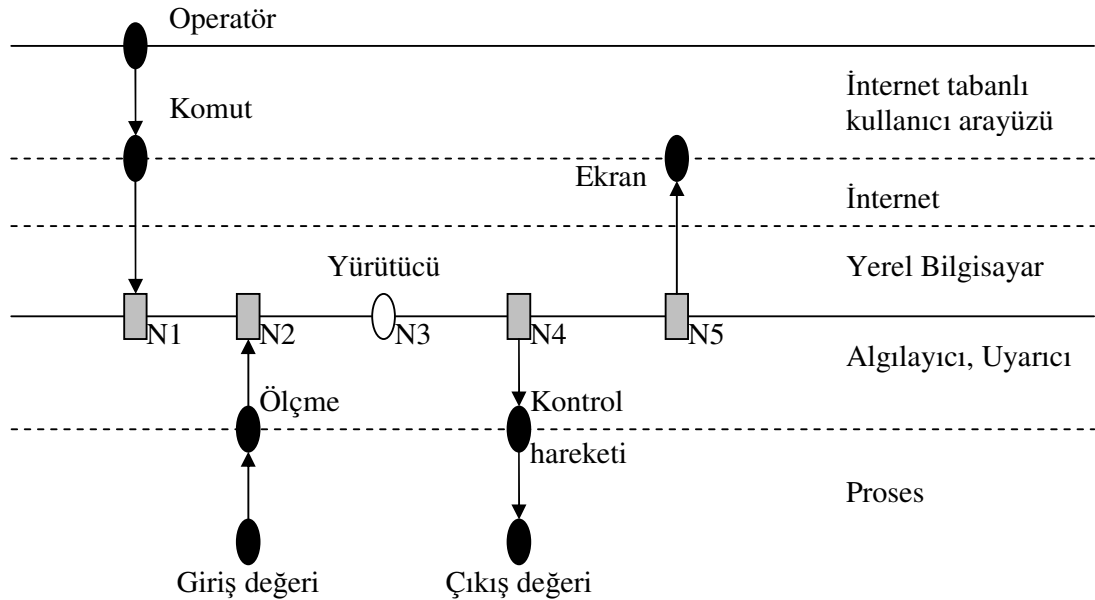 Operatör
Komut
İnternet tabanlı
kullanıcı arayüzü
Ekran
İnternet
Yürütücü
Yerel Bilgisayar
N1
N2
N3
N4
N5
Algılayıcı, Uyarıcı
Ölçme
Kontrol
hareketi
Proses
Giriş değeri
Çıkış değeri